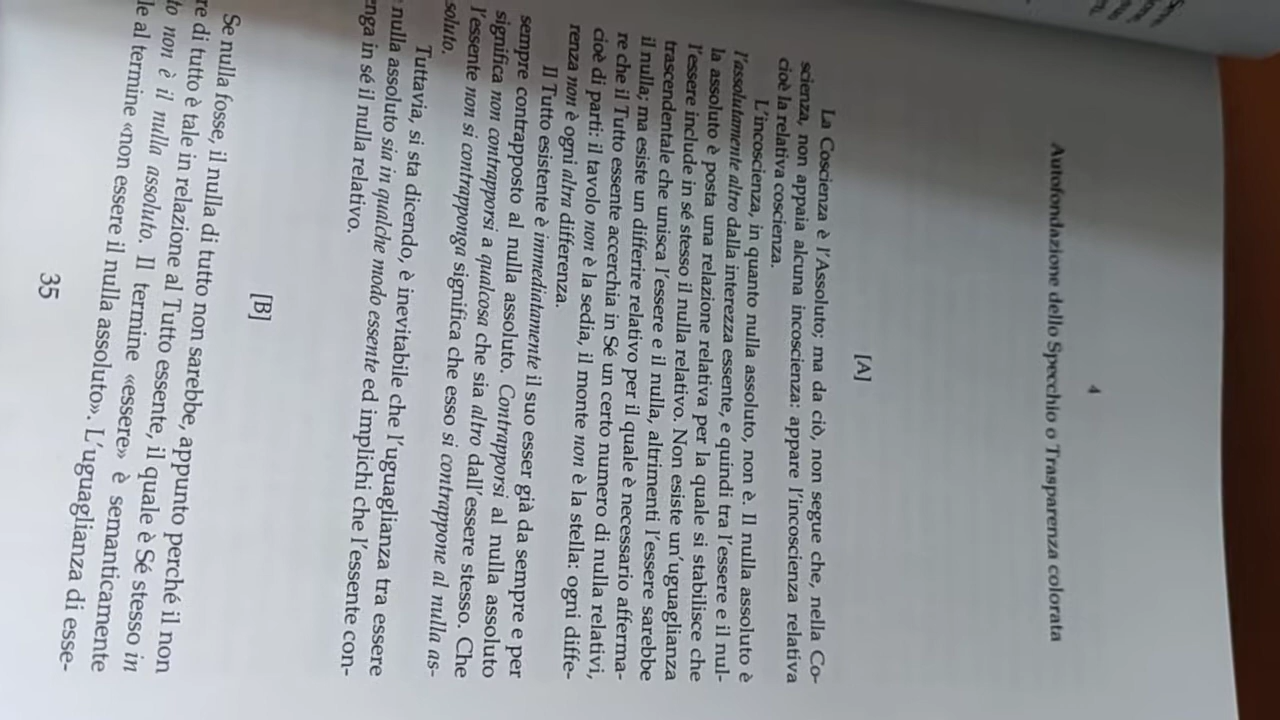 4
Autofondazione dello Specchio o Trasparenza colorata
[A]
La Coscienza è l'Assoluto; ma da ciò, non segue che, nella Co-
scienza, non appaia alcuna incoscienza: appare l'incoscienza relativa
cioè la relativa coscienza.
L'incoscienza, in quanto nulla assoluto, non è. Il nulla assoluto è
l'assolutamente altro dalla interezza essente, e quindi tra l'essere e il nul-
la assoluto è posta una relazione relativa per la quale si stabilisce che
l'essere include in sé stesso il nulla relativo. Non esiste un'uguaglianza
trascendentale che unisca l'essere e il nulla, altrimenti l'essere sarebbe
il nulla; ma esiste un differire relativo per il quale è necessario afferma-
re che il Tutto essente accerchia in Sé un certo numero di nulla relativi,
cioè di parti: il tavolo non è la sedia, il monte non è la stella: ogni diffe-
renza non è ogni altra differenza.
Il Tutto esistente è immediatamente il suo esser già da sempre e per
sempre contrapposto al nulla assoluto. Contrapporsi al nulla assoluto
significa non contrapporsi a qualcosa che sia altro dall'essere stesso. Che
l'essente non si contrapponga significa che esso si contrappone al nulla as-
soluto.
Tuttavia, si sta dicendo, è inevitabile che l'uguaglianza tra essere
nulla assoluto sia in qualche modo essente ed implichi che l'essente con-
enga in sé il nulla relativo.
[B]
Se nulla fosse, il nulla di tutto non sarebbe, appunto perché il non
re di tutto è tale in relazione al Tutto essente, il quale è Sé stesso in
to non è il nulla assoluto. Il termine «essere» è semanticamente
le al termine «non essere il nulla assoluto». L'uguaglianza di esse-
35